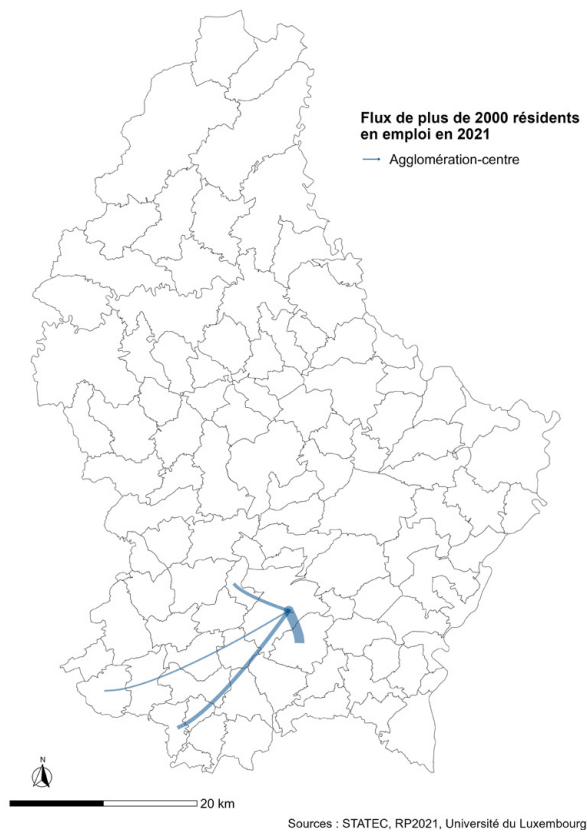 Flux de plus de 2000 résidents
en emploi en 2021
Agglomération-centre
N
20 km
Sources : STATEC, RP2021, Université du Luxembourg